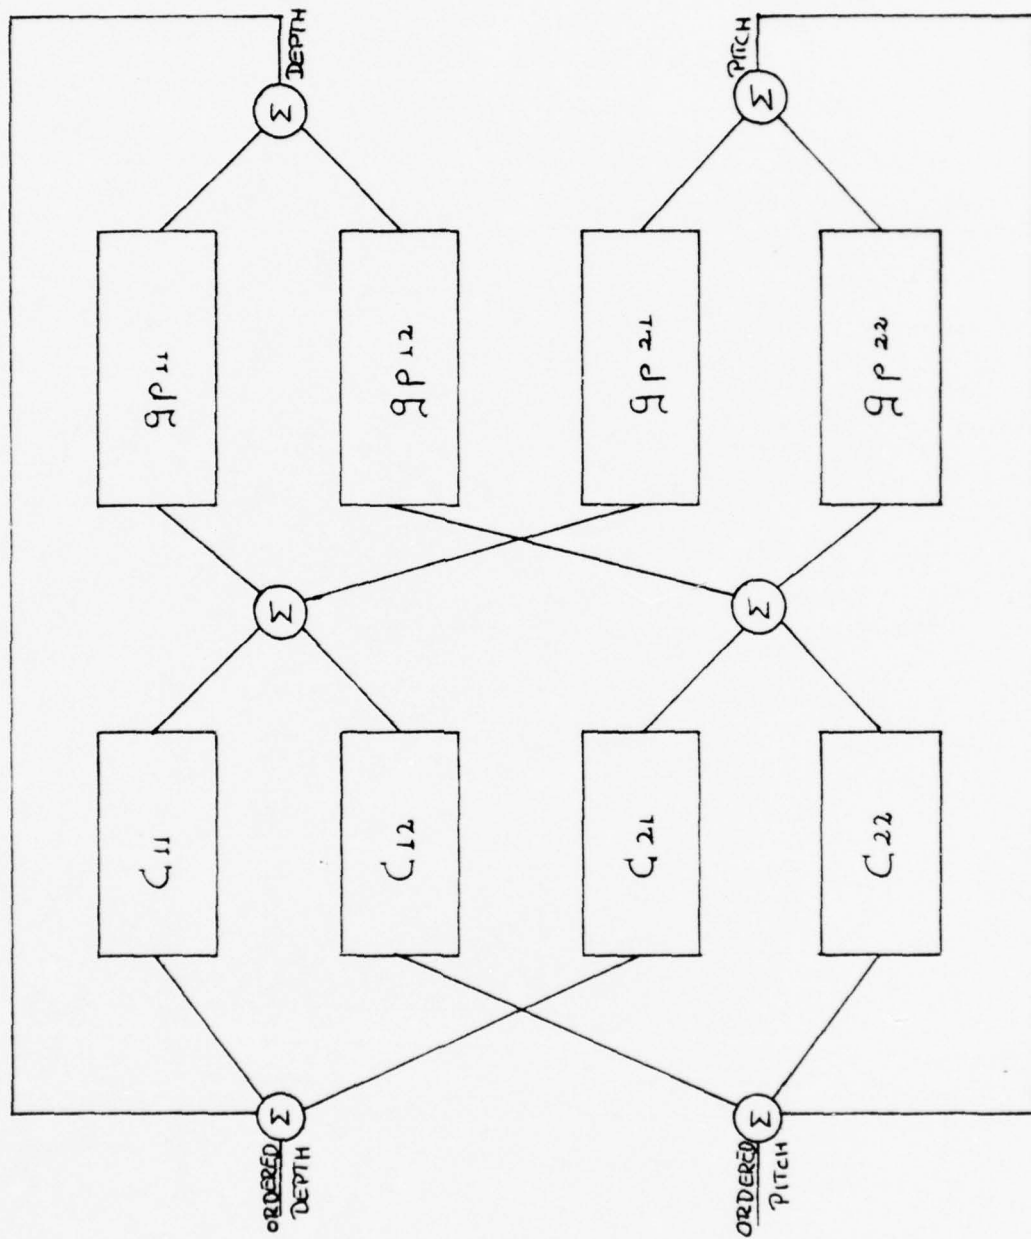 C11
gp11
ORDERED
DEPTH
Σ
Σ
Σ
DEPTH
C12
gp12
C21
gp21
ORDERED
PITCH
Σ
Σ
Σ
PITCH
C22
gp22